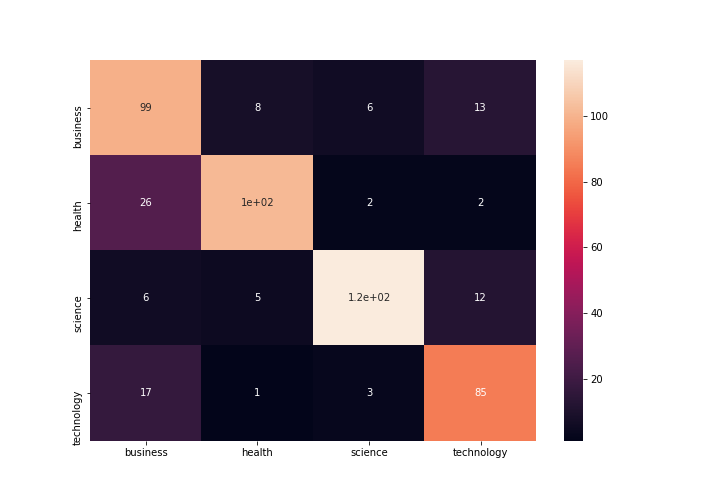 business 99 8 6 13
health 26 1e+02 2 2
science 6 5 1.2e+02 12
technology 17 1 3 85
business health science technology
100
80
60
40
20